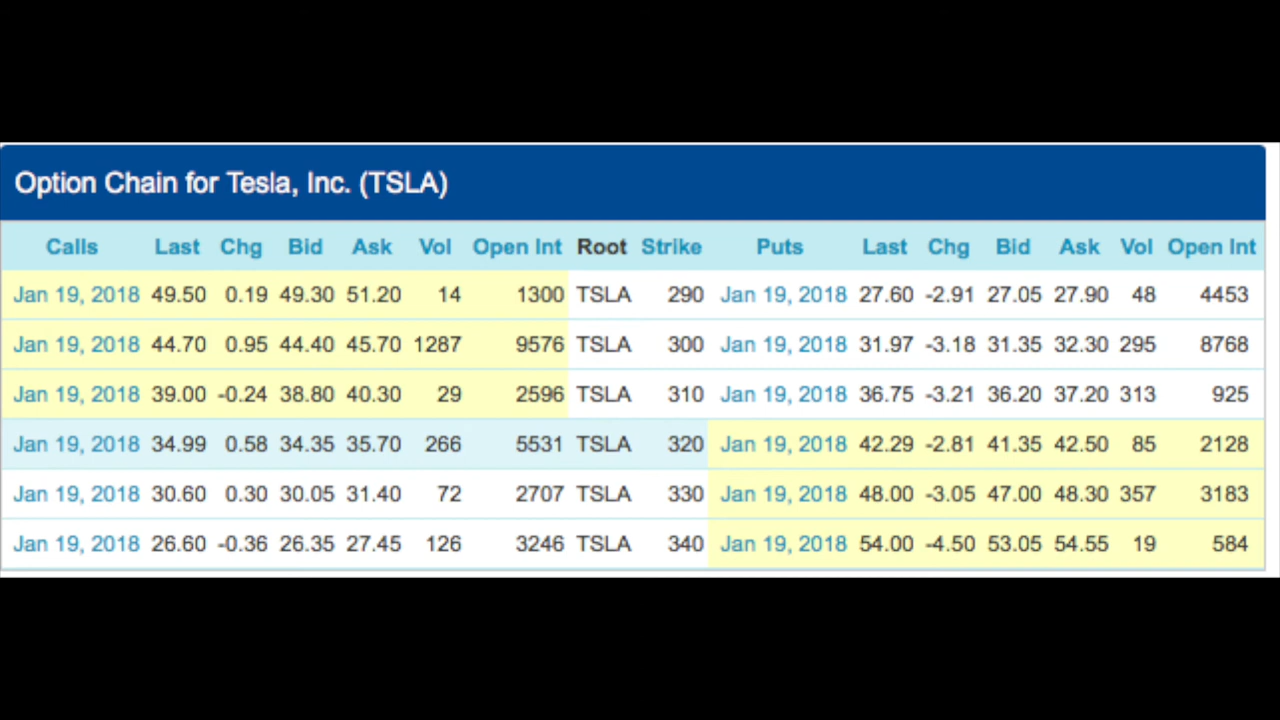 Option Chain for Tesla, Inc. (TSLA)
Calls Last Chg Bid Ask Vol Open Int Root Strike Puts Last Chg Bid Ask Vol Open Int
Jan 19, 2018 49.50 0.19 49.30 51.20 14 1300 TSLA 290 Jan 19, 2018 27.60 -2.91 27.05 27.90 48 4453
Jan 19, 2018 44.70 0.95 44.40 45.70 1287 9576 TSLA 300 Jan 19, 2018 31.97 -3.18 31.35 32.30 295 8768
Jan 19, 2018 39.00 -0.24 38.80 40.30 29 2596 TSLA 310 Jan 19, 2018 36.75 -3.21 36.20 37.20 313 925
Jan 19, 2018 34.99 0.58 34.35 35.70 266 5531 TSLA 320 Jan 19, 2018 42.29 -2.81 41.35 42.50 85 2128
Jan 19, 2018 30.60 0.30 30.05 31.40 72 2707 TSLA 330 Jan 19, 2018 48.00 -3.05 47.00 48.30 357 3183
Jan 19, 2018 26.60 -0.36 26.35 27.45 126 3246 TSLA 340 Jan 19, 2018 54.00 -4.50 53.05 54.55 19 584